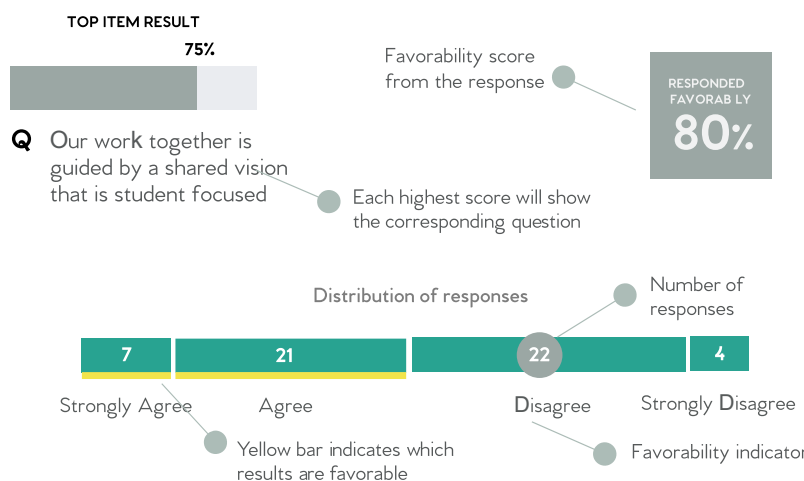 TOP ITEM RESULT
75%
Favorability score
from the response
RESPONDED
FAVORAB LY
80%
Q Our work together is
guided by a shared vision
that is student focused
Each highest score will show
the corresponding question
Distribution of responses
Number of
responses
7 21 22 4
Strongly Agree Agree Disagree Strongly Disagree
Yellow bar indicates which
results are favorable
Favorability indicator